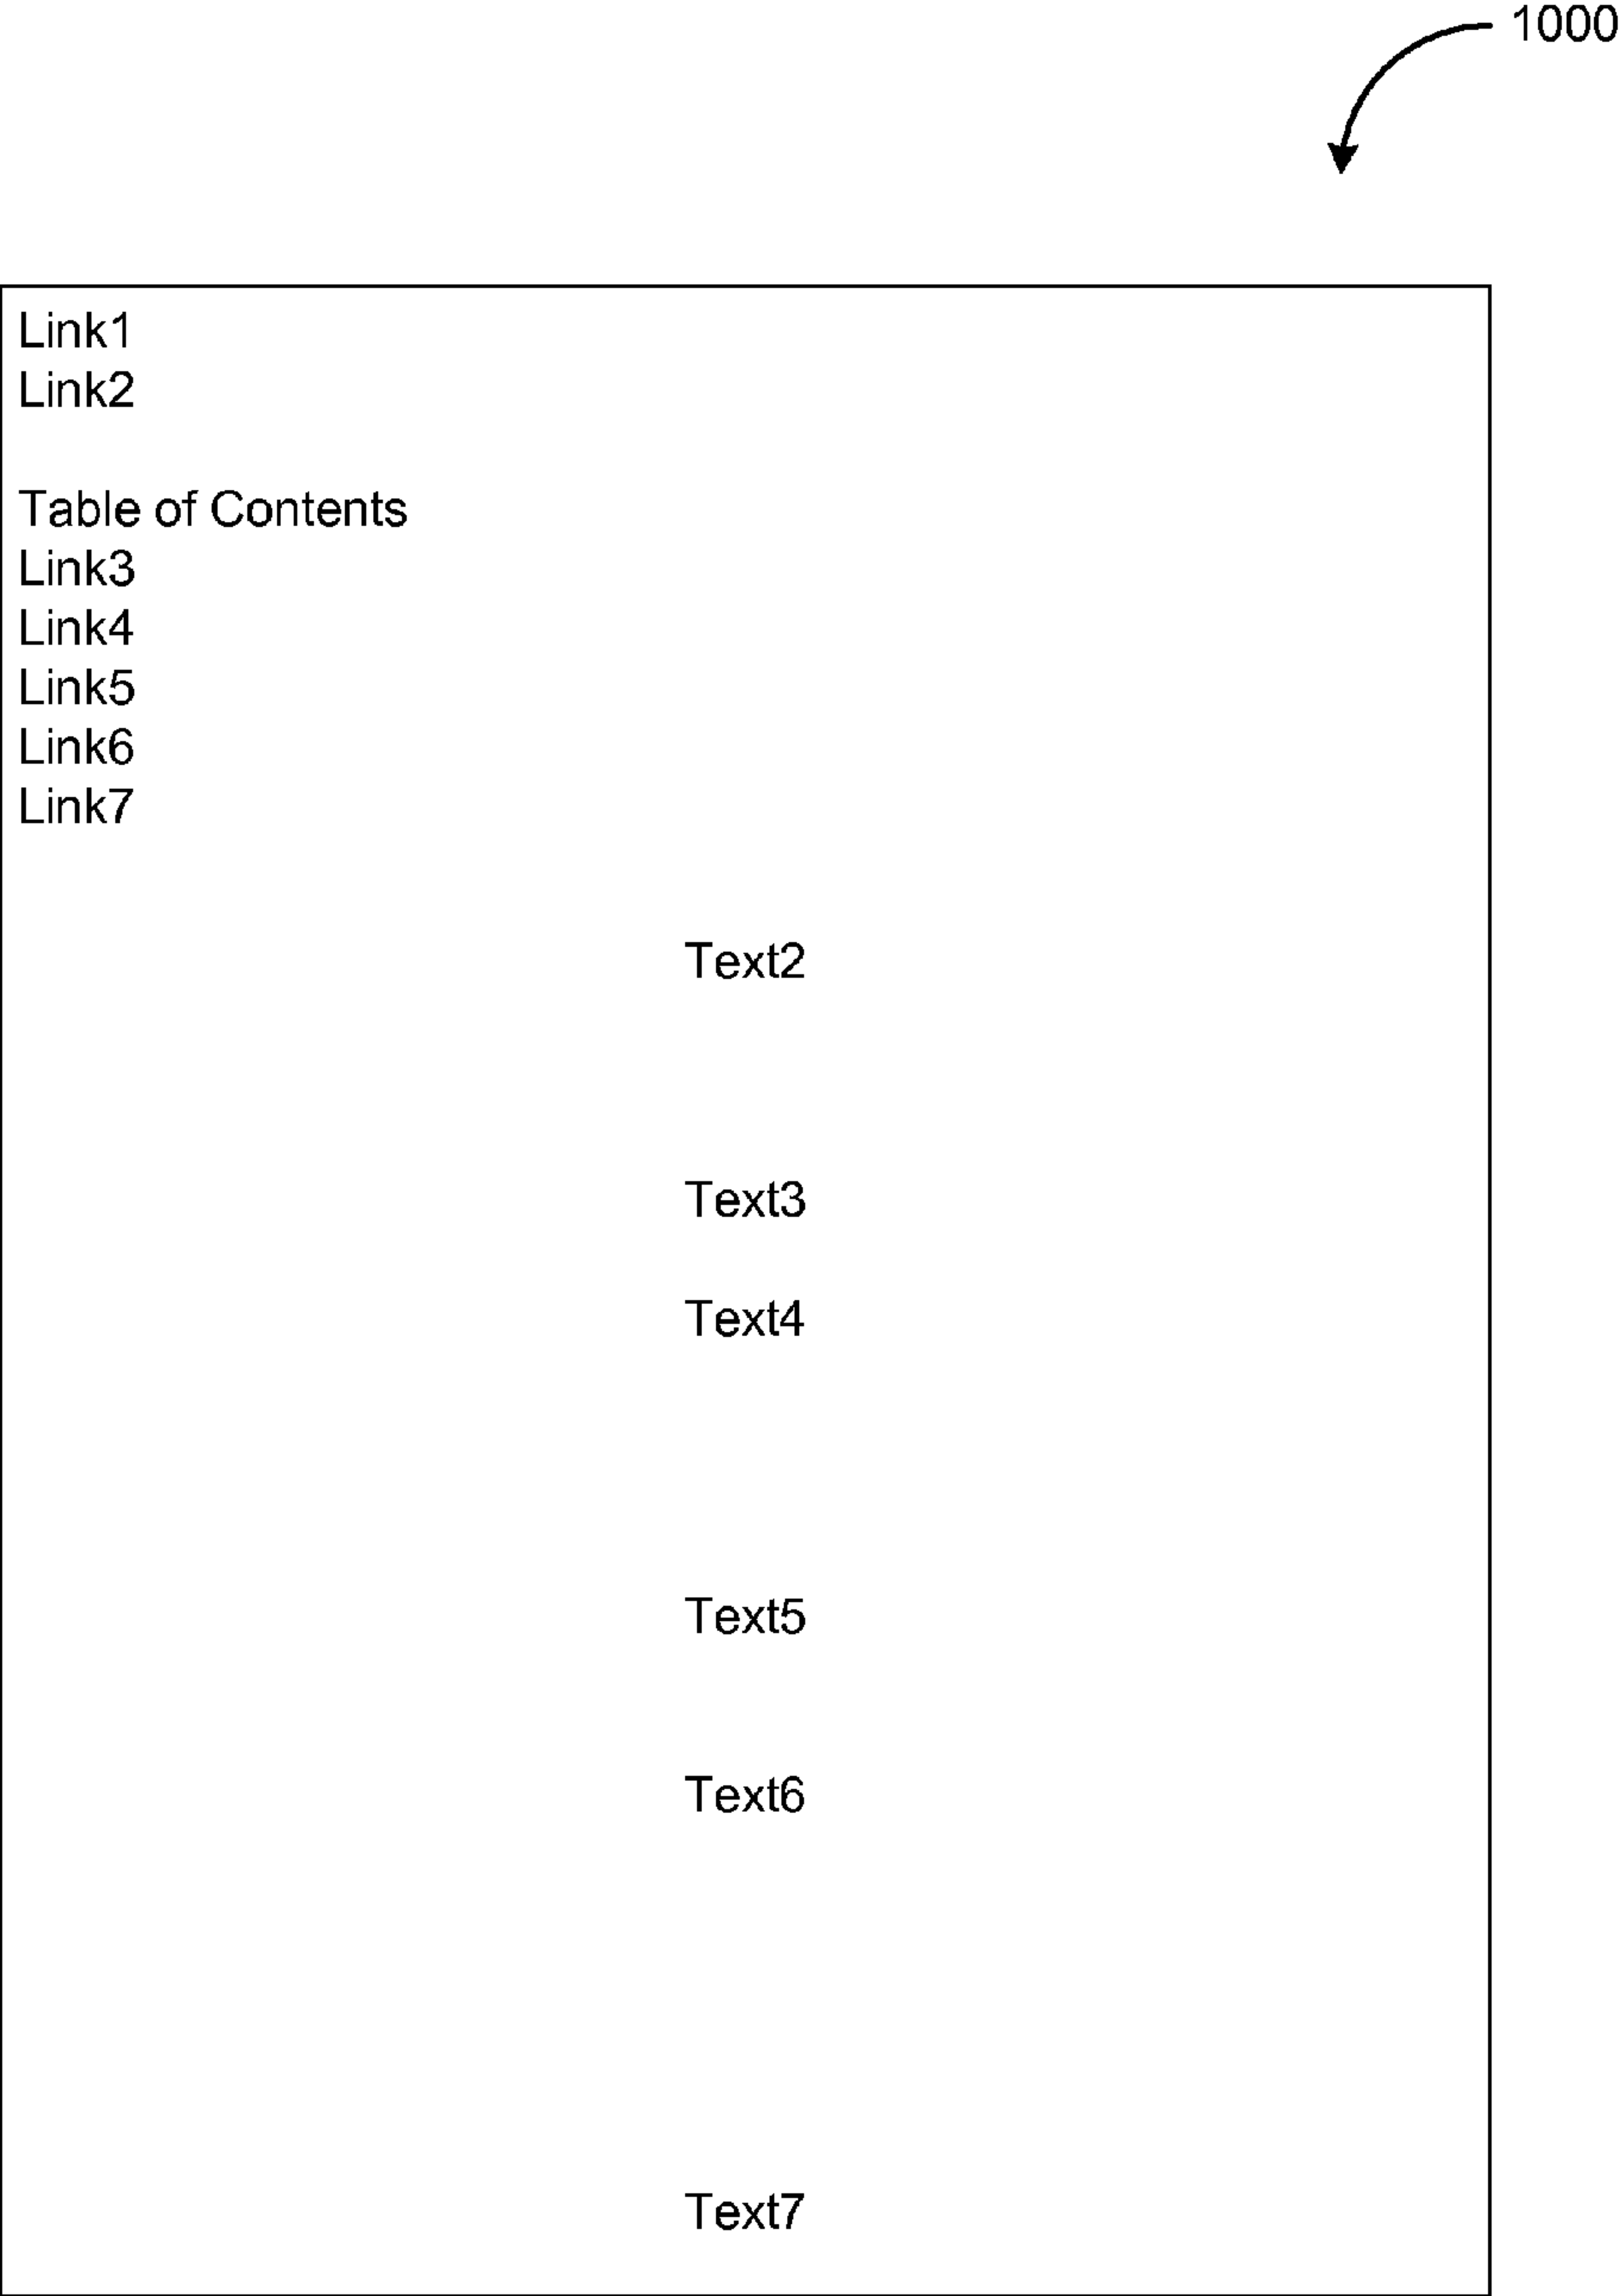 1000
Link1
Link2
Table of Contents
Link3
Link4
Link5
Link6
Link7
Text2
Text3
Text4
Text5
Text6
Text7